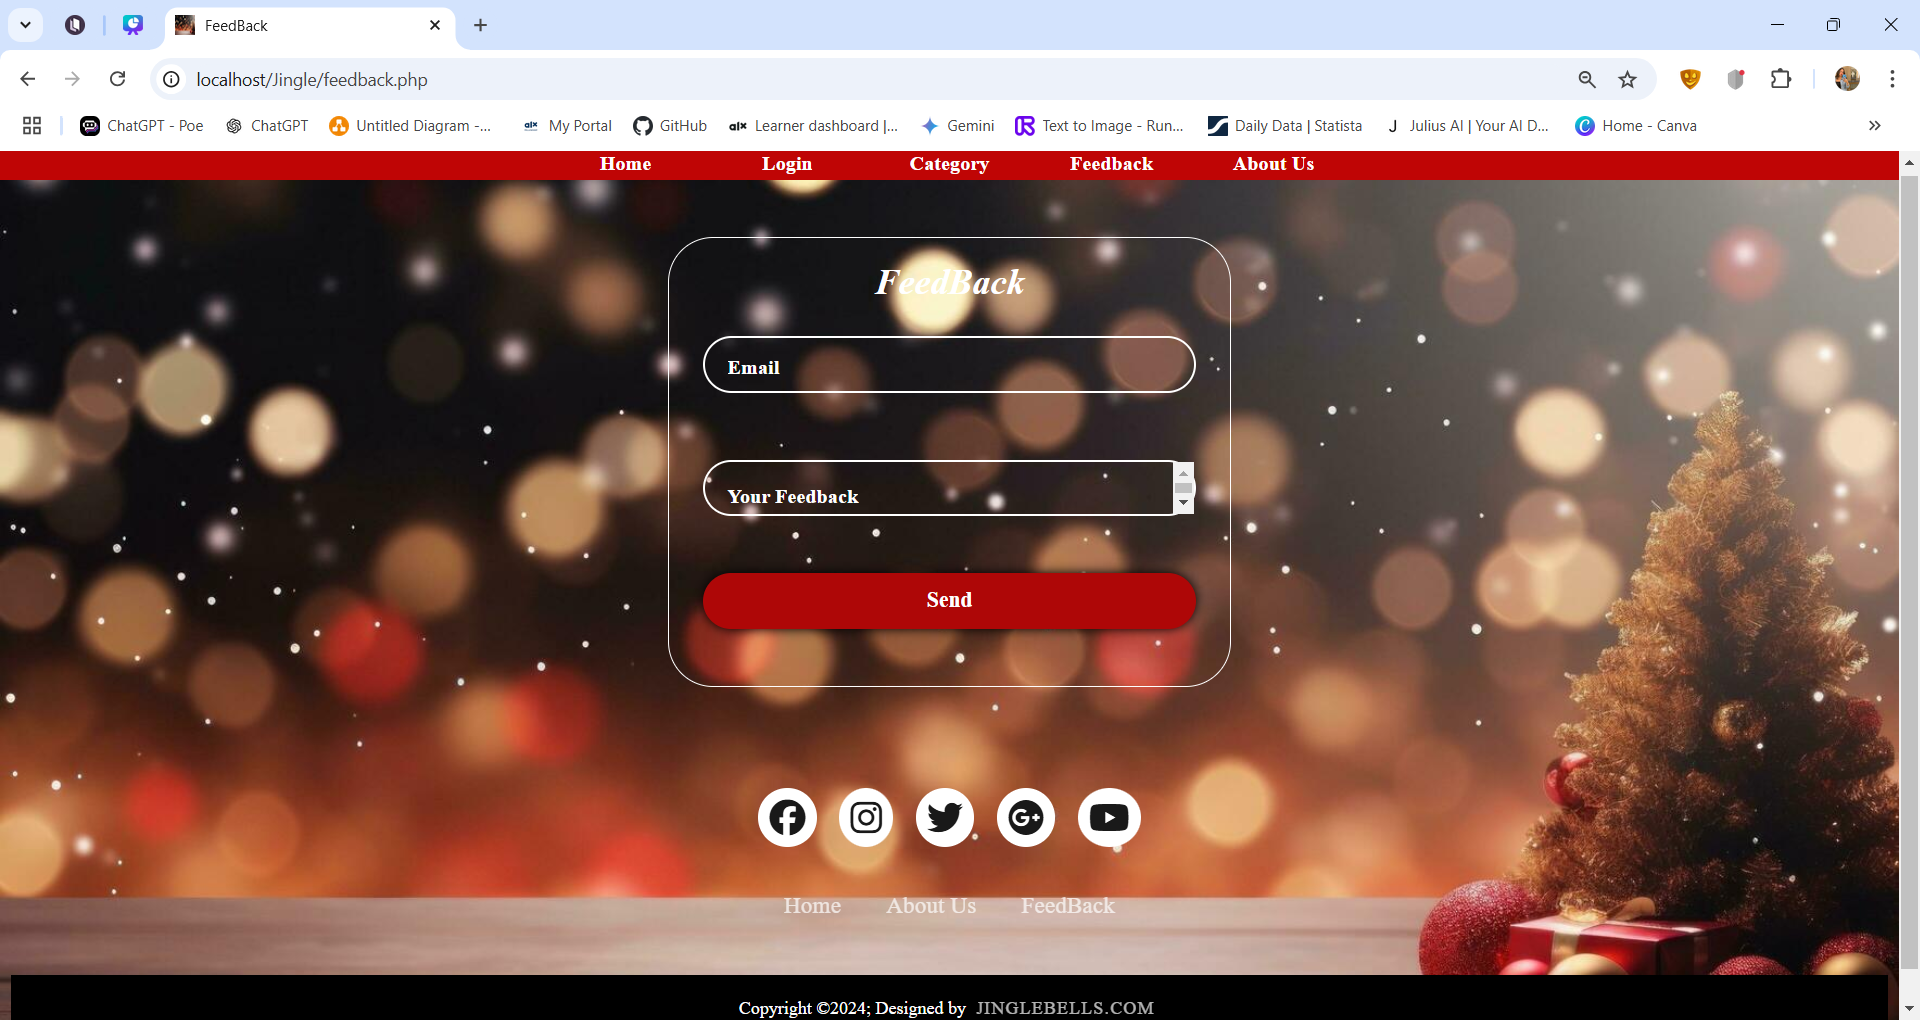 FeedBack
localhost/Jingle/feedback.php
ChatGPT - Poe ChatGPT Untitled Diagram -... alx My Portal GitHub alx Learner dashboard |... Gemini Text to Image - Run... Daily Data | Statista J Julius AI | Your AI D... Home - Canva
Home Login Category Feedback About Us
FeedBack
Email
Your Feedback
Send
Home About Us FeedBack
Copyright ©2024; Designed by JINGLEBELLS.COM